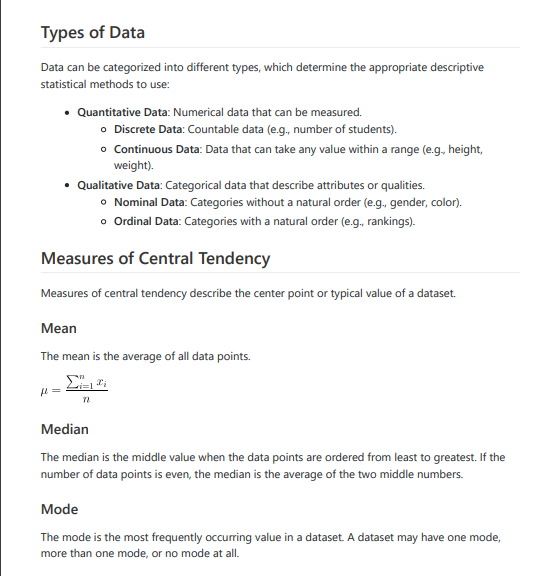 Types of Data
Data can be categorized into different types, which determine the appropriate descriptive
statistical methods to use:
• Quantitative Data: Numerical data that can be measured.
∘ Discrete Data: Countable data (e.g., number of students).
∘ Continuous Data: Data that can take any value within a range (e.g., height,
weight).
• Qualitative Data: Categorical data that describe attributes or qualities.
∘ Nominal Data: Categories without a natural order (e.g., gender, color).
∘ Ordinal Data: Categories with a natural order (e.g., rankings).
Measures of Central Tendency
Measures of central tendency describe the center point or typical value of a dataset.
Mean
The mean is the average of all data points.
μ = \frac{\sum_{i=1}^{n} x_i}{n}
Median
The median is the middle value when the data points are ordered from least to greatest. If the
number of data points is even, the median is the average of the two middle numbers.
Mode
The mode is the most frequently occurring value in a dataset. A dataset may have one mode,
more than one mode, or no mode at all.